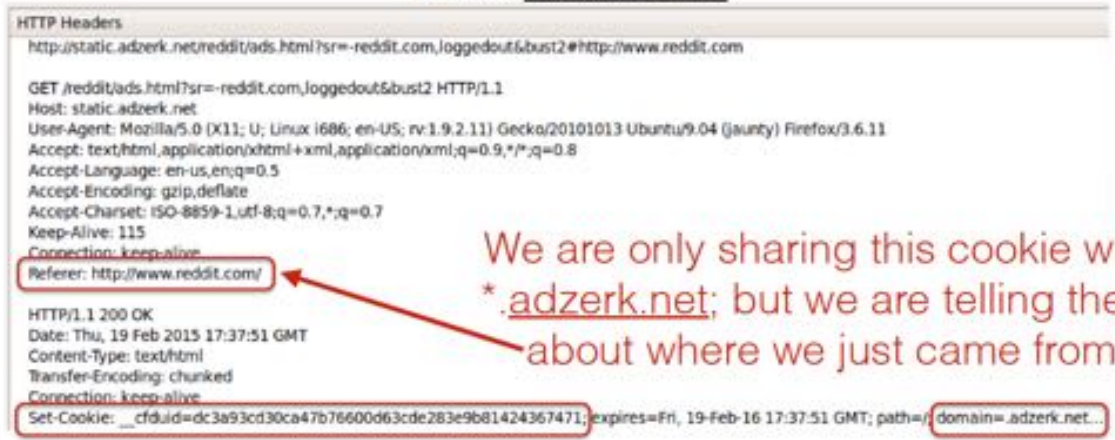 HTTP Headers
http://static.adzerk.net/reddit/ads.html?sr=-reddit.com,loggedout&bust2#http://www.reddit.com
GET /reddit/ads.html?sr=-reddit.com,loggedout&bust2 HTTP/1.1
Host: static.adzerk.net
User-Agent: Mozilla/5.0 (X11; U; Linux i686; en-US; rv:1.9.2.11) Gecko/20101013 Ubuntu/9.04 (jaunty) Firefox/3.6.11
Accept: text/html,application/xhtml+xml,application/xml;q=0.9,*/*;q=0.8
Accept-Language: en-us,en;q=0.5
Accept-Encoding: gzip,deflate
Accept-Charset: ISO-8859-1,utf-8;q=0.7,*;q=0.7
Keep-Alive: 115
Connection: keep-alive
Referer: http://www.reddit.com/
We are only sharing this cookie w
*.adzerk.net; but we are telling the
about where we just came from
HTTP/1.1 200 OK
Date: Thu, 19 Feb 2015 17:37:51 GMT
Content-Type: text/html
Transfer-Encoding: chunked
Connection: keep-alive
Set-Cookie: __cfduid=dc3a93cd30ca47b76600d63cde283e9b81424367471; expires=Fri, 19-Feb-16 17:37:51 GMT; path=/; domain=.adzerk.net...